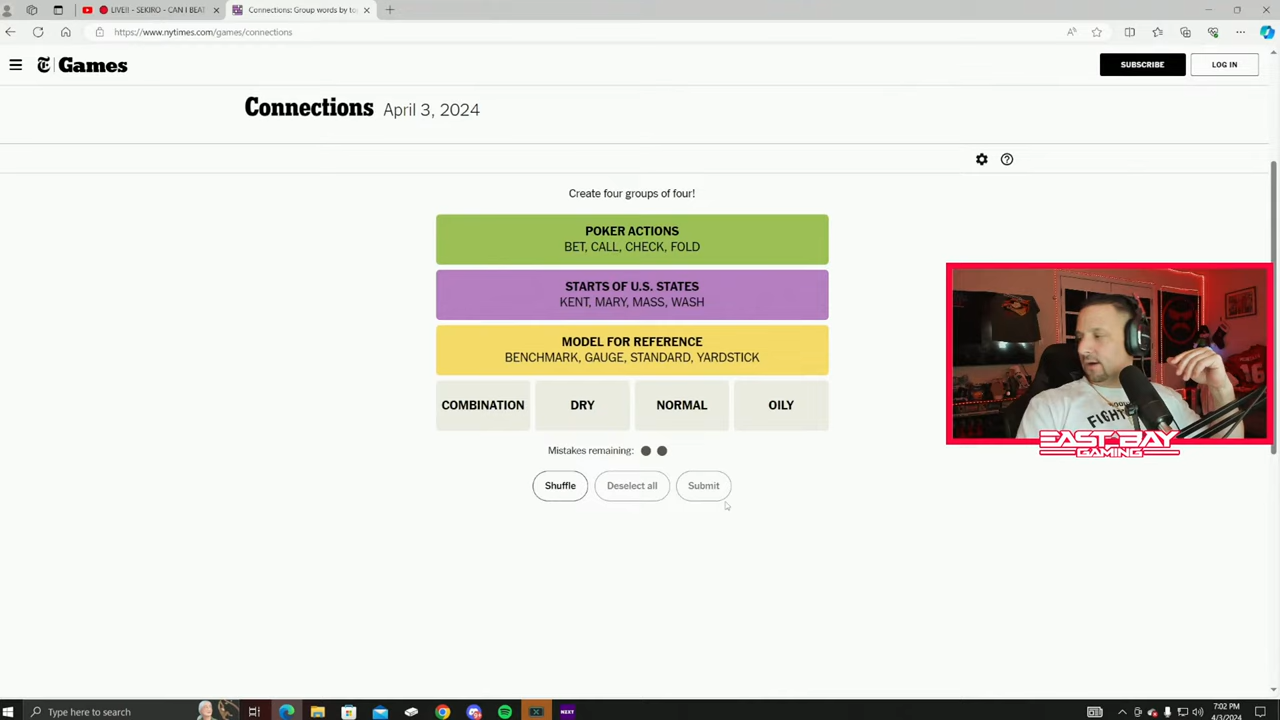 LIVE!! - SEKIRO - CAN I BEAT
Connections: Group words by to
https://www.nytimes.com/games/connections
Games
SUBSCRIBE
LOG IN
Connections April 3, 2024
Create four groups of four!
POKER ACTIONS
BET, CALL, CHECK, FOLD
STARTS OF U.S. STATES
KENT, MARY, MASS, WASH
MODEL FOR REFERENCE
BENCHMARK, GAUGE, STANDARD, YARDSTICK
COMBINATION DRY NORMAL OILY
Mistakes remaining:
Shuffle Deselect all Submit
FIGHT
16
EAST BAY
GAMING
Type here to search
NZXT
7:02 PM
4/3/2024